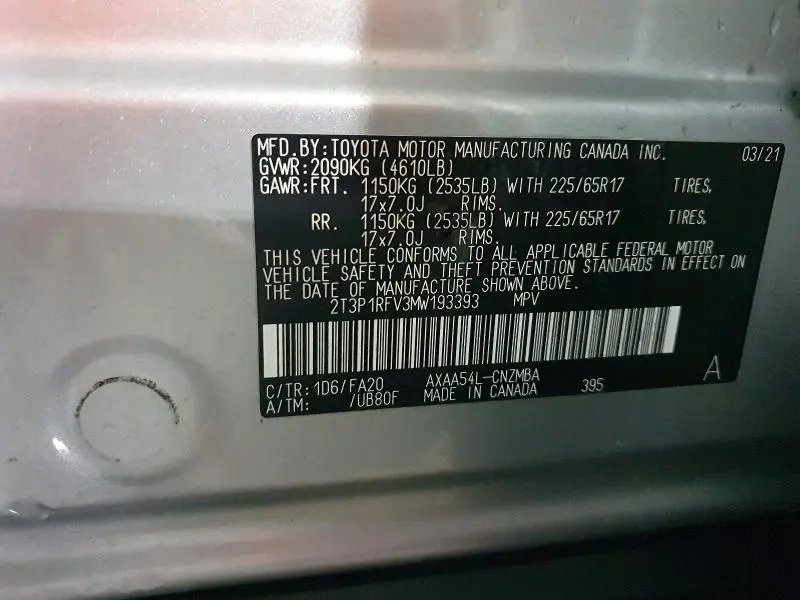 MFD.BY:TOYOTA MOTOR MANUFACTURING CANADA INC. 03/21
GVWR:2090KG (4610LB)
GAWR:FRT. 1150KG (2535LB) WITH 225/65R17 TIRES,
17x7.0J RIMS.
RR. 1150KG (2535LB) WITH 225/65R17 TIRES,
17x7.0J RIMS.
THIS VEHICLE CONFORMS TO ALL APPLICABLE FEDERAL MOTOR
VEHICLE SAFETY AND THEFT PREVENTION STANDARDS IN EFFECT ON
THE DATE OF MANUFACTURE SHOWN ABOVE.
2T3P1RFV3MW193393 MPV
C/TR:1D6/FA20 AXAA54L-CNZMBA A
A/TM: /UB80F MADE IN CANADA 395